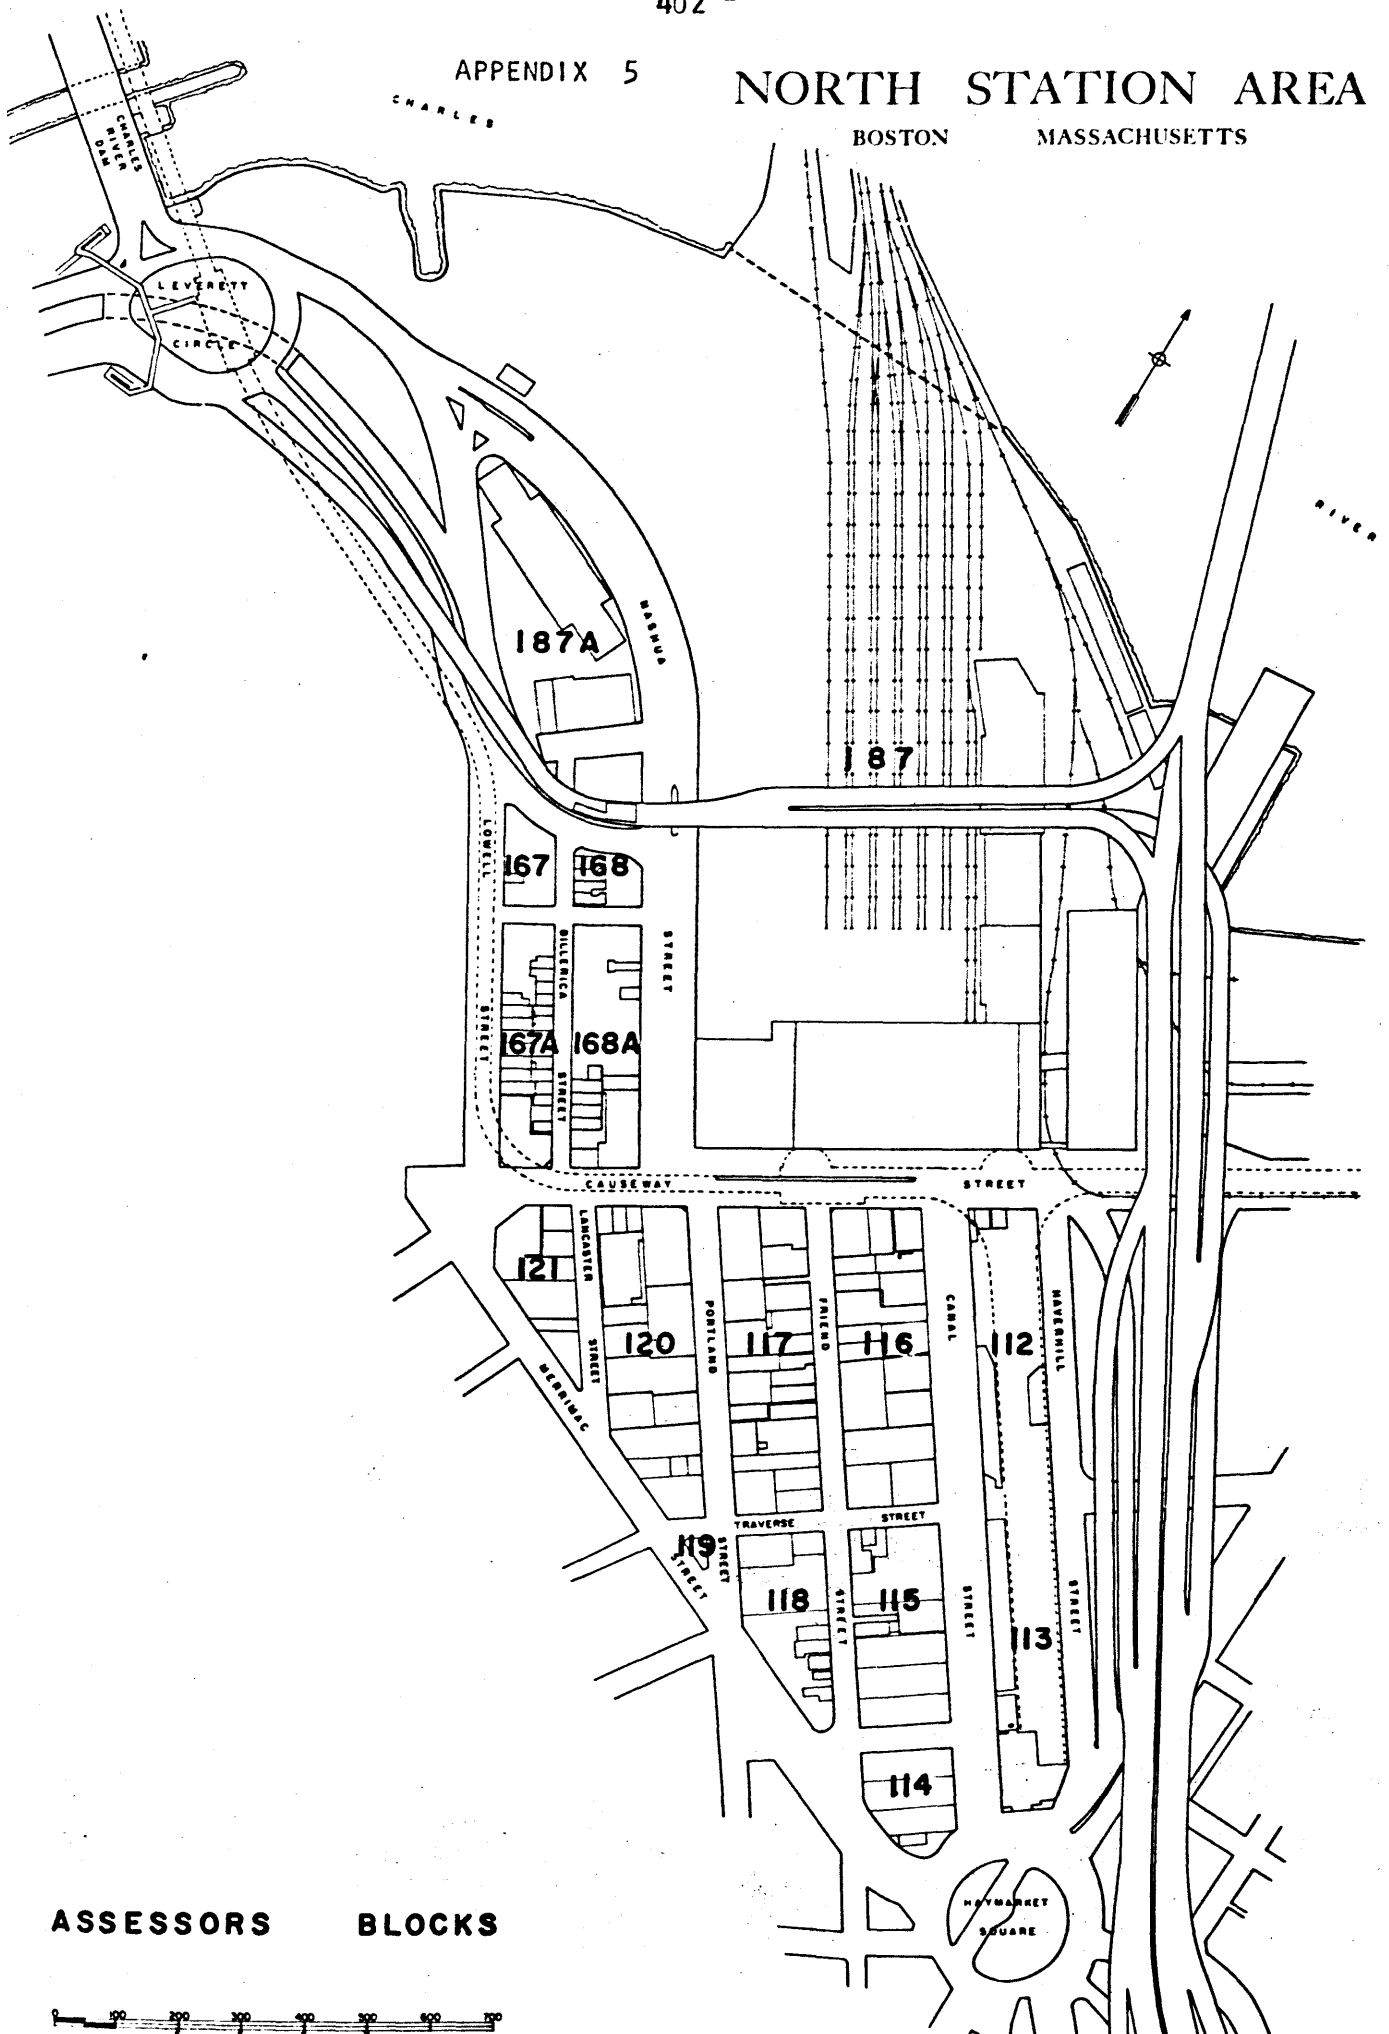 402
APPENDIX 5
NORTH STATION AREA
BOSTON MASSACHUSETTS
CHARLES
CHARLES
RIVER
DAM
LEVERETT
CIRCLE
RIVER
NASHUA
187A
187
LOWELL
167
168
BILLERICA
STREET
STREET
167A
168A
STREET
CAUSEWAY
STREET
LANCASTER
121
PORTLAND
FRIEND
CANAL
HAVERHILL
120
117
116
112
STREET
MERRIMAC
TRAVERSE
STREET
119
STREET
STREET
118
STREET
115
STREET
STREET
113
114
HAYMARKET
SQUARE
ASSESSORS BLOCKS
0 100 200 300 400 500 600 700